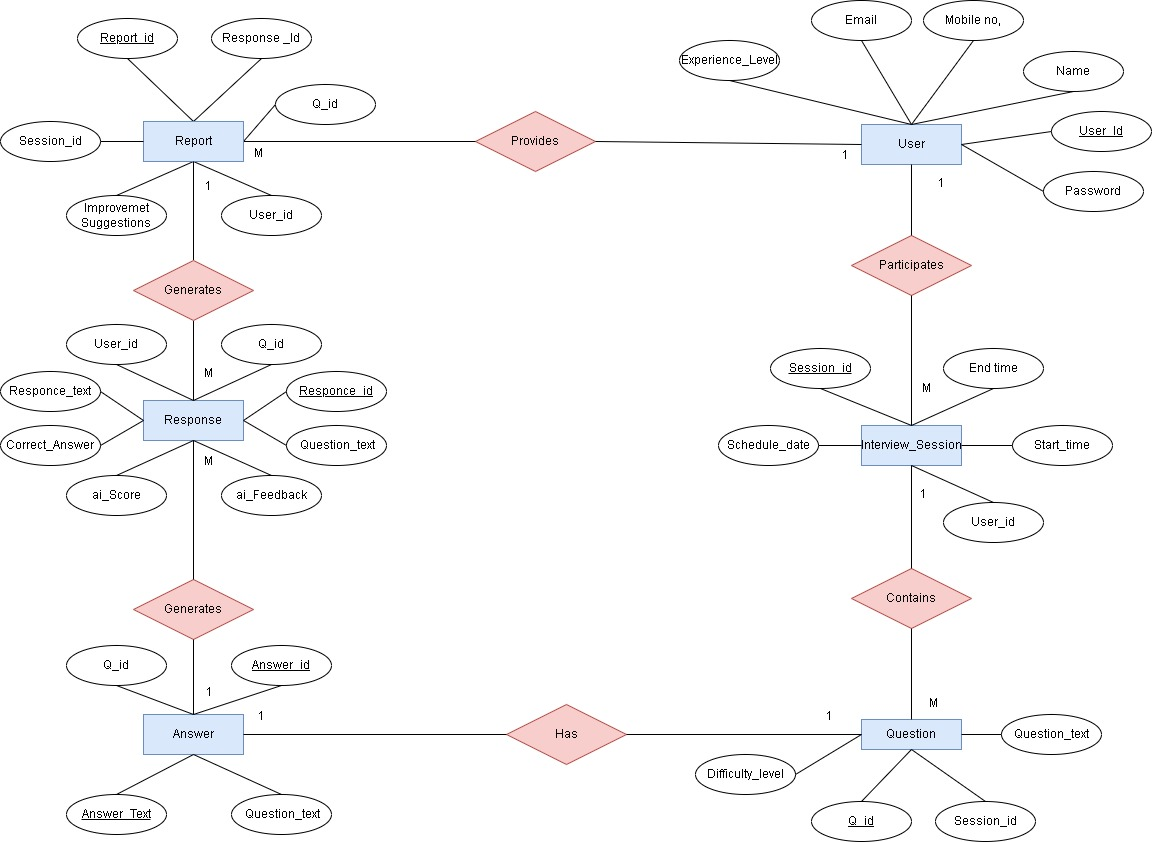 Email
Mobile no,
Report_id
Response _Id
Experience_Level
Name
Q_id
User_Id
Session_id
Report
Provides
User
M
1
1
1
Password
Improvemet
Suggestions
User_id
Participates
Generates
User_id
Q_id
Session_id
End time
M
M
Responce_text
Responce_id
Response
Correct_Answer
Question_text
Schedule_date
Interview_Session
Start_time
M
ai_Score
ai_Feedback
1
User_id
Contains
Generates
Q_id
Answer_id
1
M
1
1
Answer
Has
Question
Question_text
Difficulty_level
Answer_Text
Question_text
Q_id
Session_id